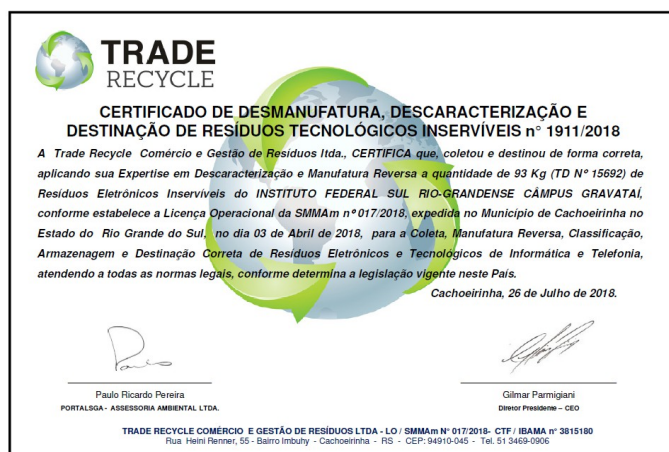 TRADE
RECYCLE
CERTIFICADO DE DESMANUFATURA, DESCARACTERIZAÇÃO E
DESTINAÇÃO DE RESÍDUOS TECNOLÓGICOS INSERVÍVEIS n° 1911/2018
A Trade Recycle Comércio e Gestão de Resíduos ltda., CERTIFICA que, coletou e destinou de forma correta,
aplicando sua Expertise em Descaracterização e Manufatura Reversa a quantidade de 93 Kg (TD Nº 15692) de
Resíduos Eletrônicos Inservíveis do INSTITUTO FEDERAL SUL RIO-GRANDENSE CÂMPUS GRAVATAÍ,
conforme estabelece a Licença Operacional da SMMAm nº 017/2018, expedida no Município de Cachoeirinha no
Estado do Rio Grande do Sul, no dia 03 de Abril de 2018, para a Coleta, Manufatura Reversa, Classificação,
Armazenagem e Destinação Correta de Resíduos Eletrônicos e Tecnológicos de Informática e Telefonia,
atendendo a todas as normas legais, conforme determina a legislação vigente neste País.
Cachoeirinha, 26 de Julho de 2018.
Paulo Ricardo Pereira
PORTALSGA - ASSESSORIA AMBIENTAL LTDA.
Gilmar Parmigiani
Diretor Presidente – CEO
TRADE RECYCLE COMÉRCIO E GESTÃO DE RESÍDUOS LTDA - LO / SMMAm N° 017/2018- CTF / IBAMA n° 3815180
Rua Heini Renner, 55 - Bairro Imbuhy - Cachoeirinha - RS - CEP: 94910-045 - Tel. 51 3469-0906